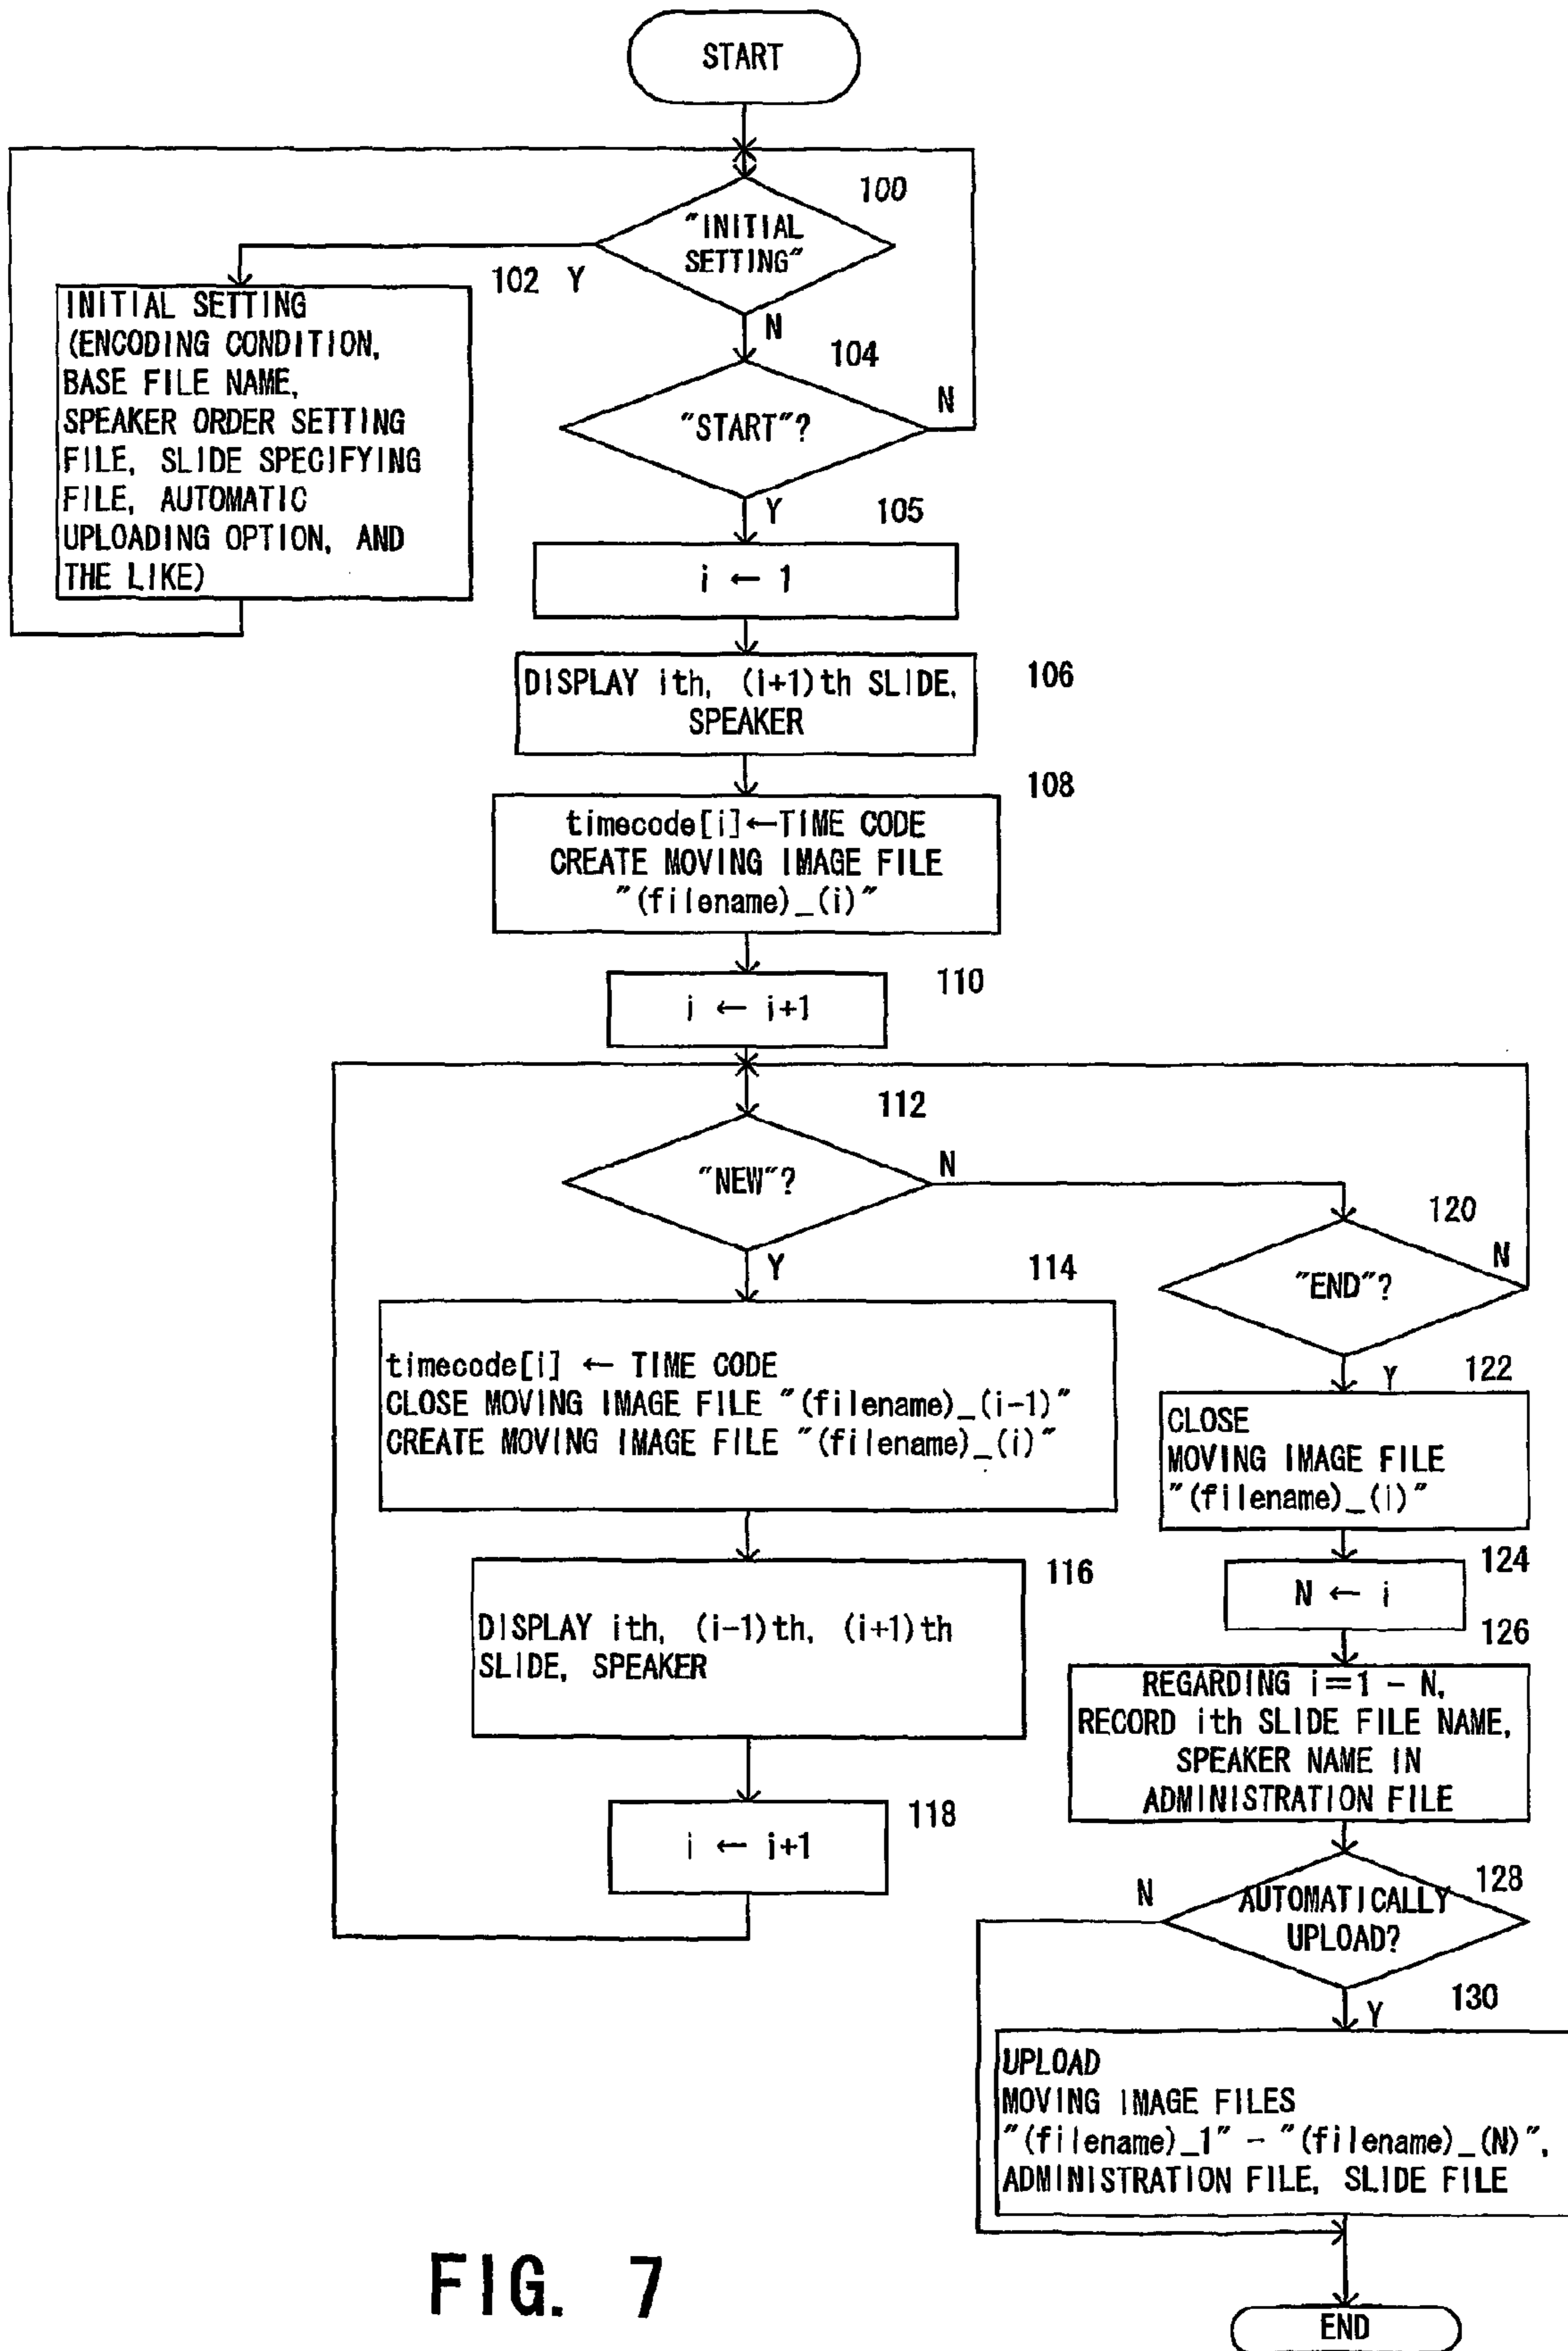 START
100
"INITIAL
SETTING"
102 Y
N
INITIAL SETTING
(ENCODING CONDITION,
BASE FILE NAME,
SPEAKER ORDER SETTING
FILE, SLIDE SPECIFYING
FILE, AUTOMATIC
UPLOADING OPTION, AND
THE LIKE)
104
"START"?
N
Y
105
i ← 1
106
DISPLAY ith, (i+1)th SLIDE,
SPEAKER
108
timecode[i]←TIME CODE
CREATE MOVING IMAGE FILE
"(filename)_(i)"
110
i ← i+1
112
"NEW"?
N
Y
114
timecode[i] ← TIME CODE
CLOSE MOVING IMAGE FILE "(filename)_(i-1)"
CREATE MOVING IMAGE FILE "(filename)_(i)"
116
DISPLAY ith, (i-1)th, (i+1)th
SLIDE, SPEAKER
118
i ← i+1
120
"END"?
N
Y
122
CLOSE
MOVING IMAGE FILE
"(filename)_(i)"
124
N ← i
126
REGARDING i=1 - N,
RECORD ith SLIDE FILE NAME,
SPEAKER NAME IN
ADMINISTRATION FILE
128
AUTOMATICALLY
UPLOAD?
N
Y
130
UPLOAD
MOVING IMAGE FILES
"(filename)_1" - "(filename)_(N)",
ADMINISTRATION FILE, SLIDE FILE
END
FIG. 7